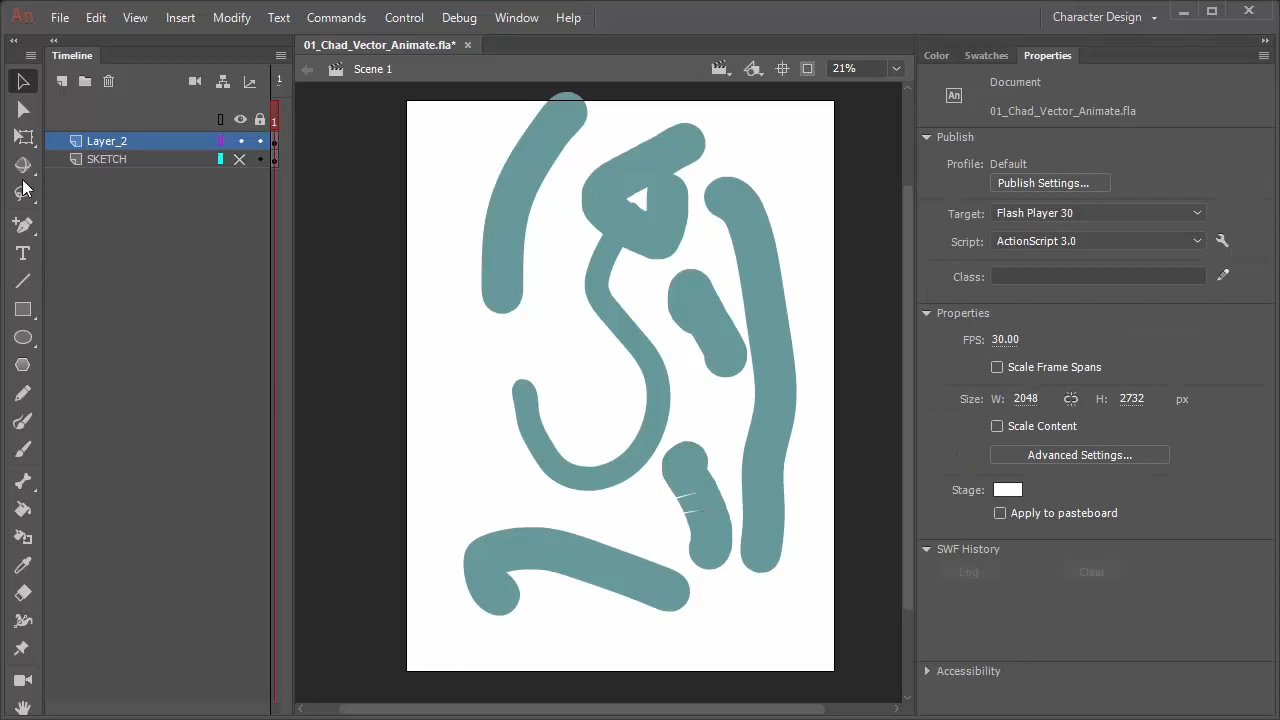 An File Edit View Insert Modify Text Commands Control Debug Window Help Character Design
Timeline
1
1
Layer_2
SKETCH
01_Chad_Vector_Animate.fla*
Scene 1
21%
Color Swatches Properties
Document
An
01_Chad_Vector_Animate.fla
Publish
Profile: Default
Publish Settings...
Target: Flash Player 30
Script: ActionScript 3.0
Class:
Properties
FPS: 30.00
Scale Frame Spans
Size: W: 2048 H: 2732 px
Scale Content
Advanced Settings...
Stage:
Apply to pasteboard
SWF History
Log Clear
Accessibility